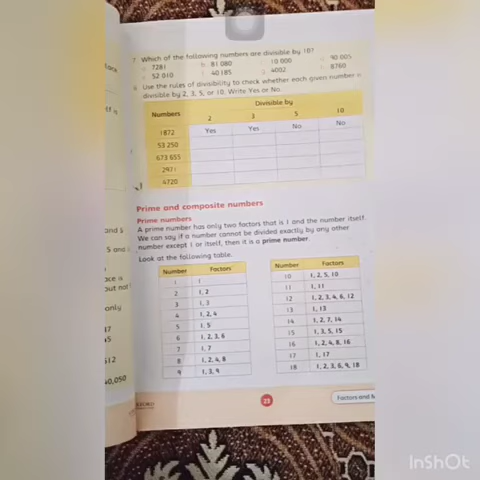 7 Which of the following numbers are divisible by 10?
a 7281 b 81 080 c 10 000 d 90 005
e 52 010 f 40 185 g 4002 h 8760
8 Use the rules of divisibility to check whether each given number is
divisible by 2, 3, 5, or 10. Write Yes or No.
Numbers Divisible by
2 3 5 10
1872 Yes Yes No No
53 250
673 655
2971
4720
Prime and composite numbers
Prime numbers
A prime number has only two factors that is 1 and the number itself
We can say if a number cannot be divided exactly by any other
number except 1 or itself, then it is a prime number.
Look at the following table.
Number Factors
1 1
2 1, 2
3 1, 3
4 1, 2, 4
5 1, 5
6 1, 2, 3, 6
7 1, 7
8 1, 2, 4, 8
9 1, 3, 9
Number Factors
10 1, 2, 5, 10
11 1, 11
12 1, 2, 3, 4, 6, 12
13 1, 13
14 1, 2, 7, 14
15 1, 3, 5, 15
16 1, 2, 4, 8, 16
17 1, 17
18 1, 2, 3, 6, 9, 18
23
Factors and
InShOt